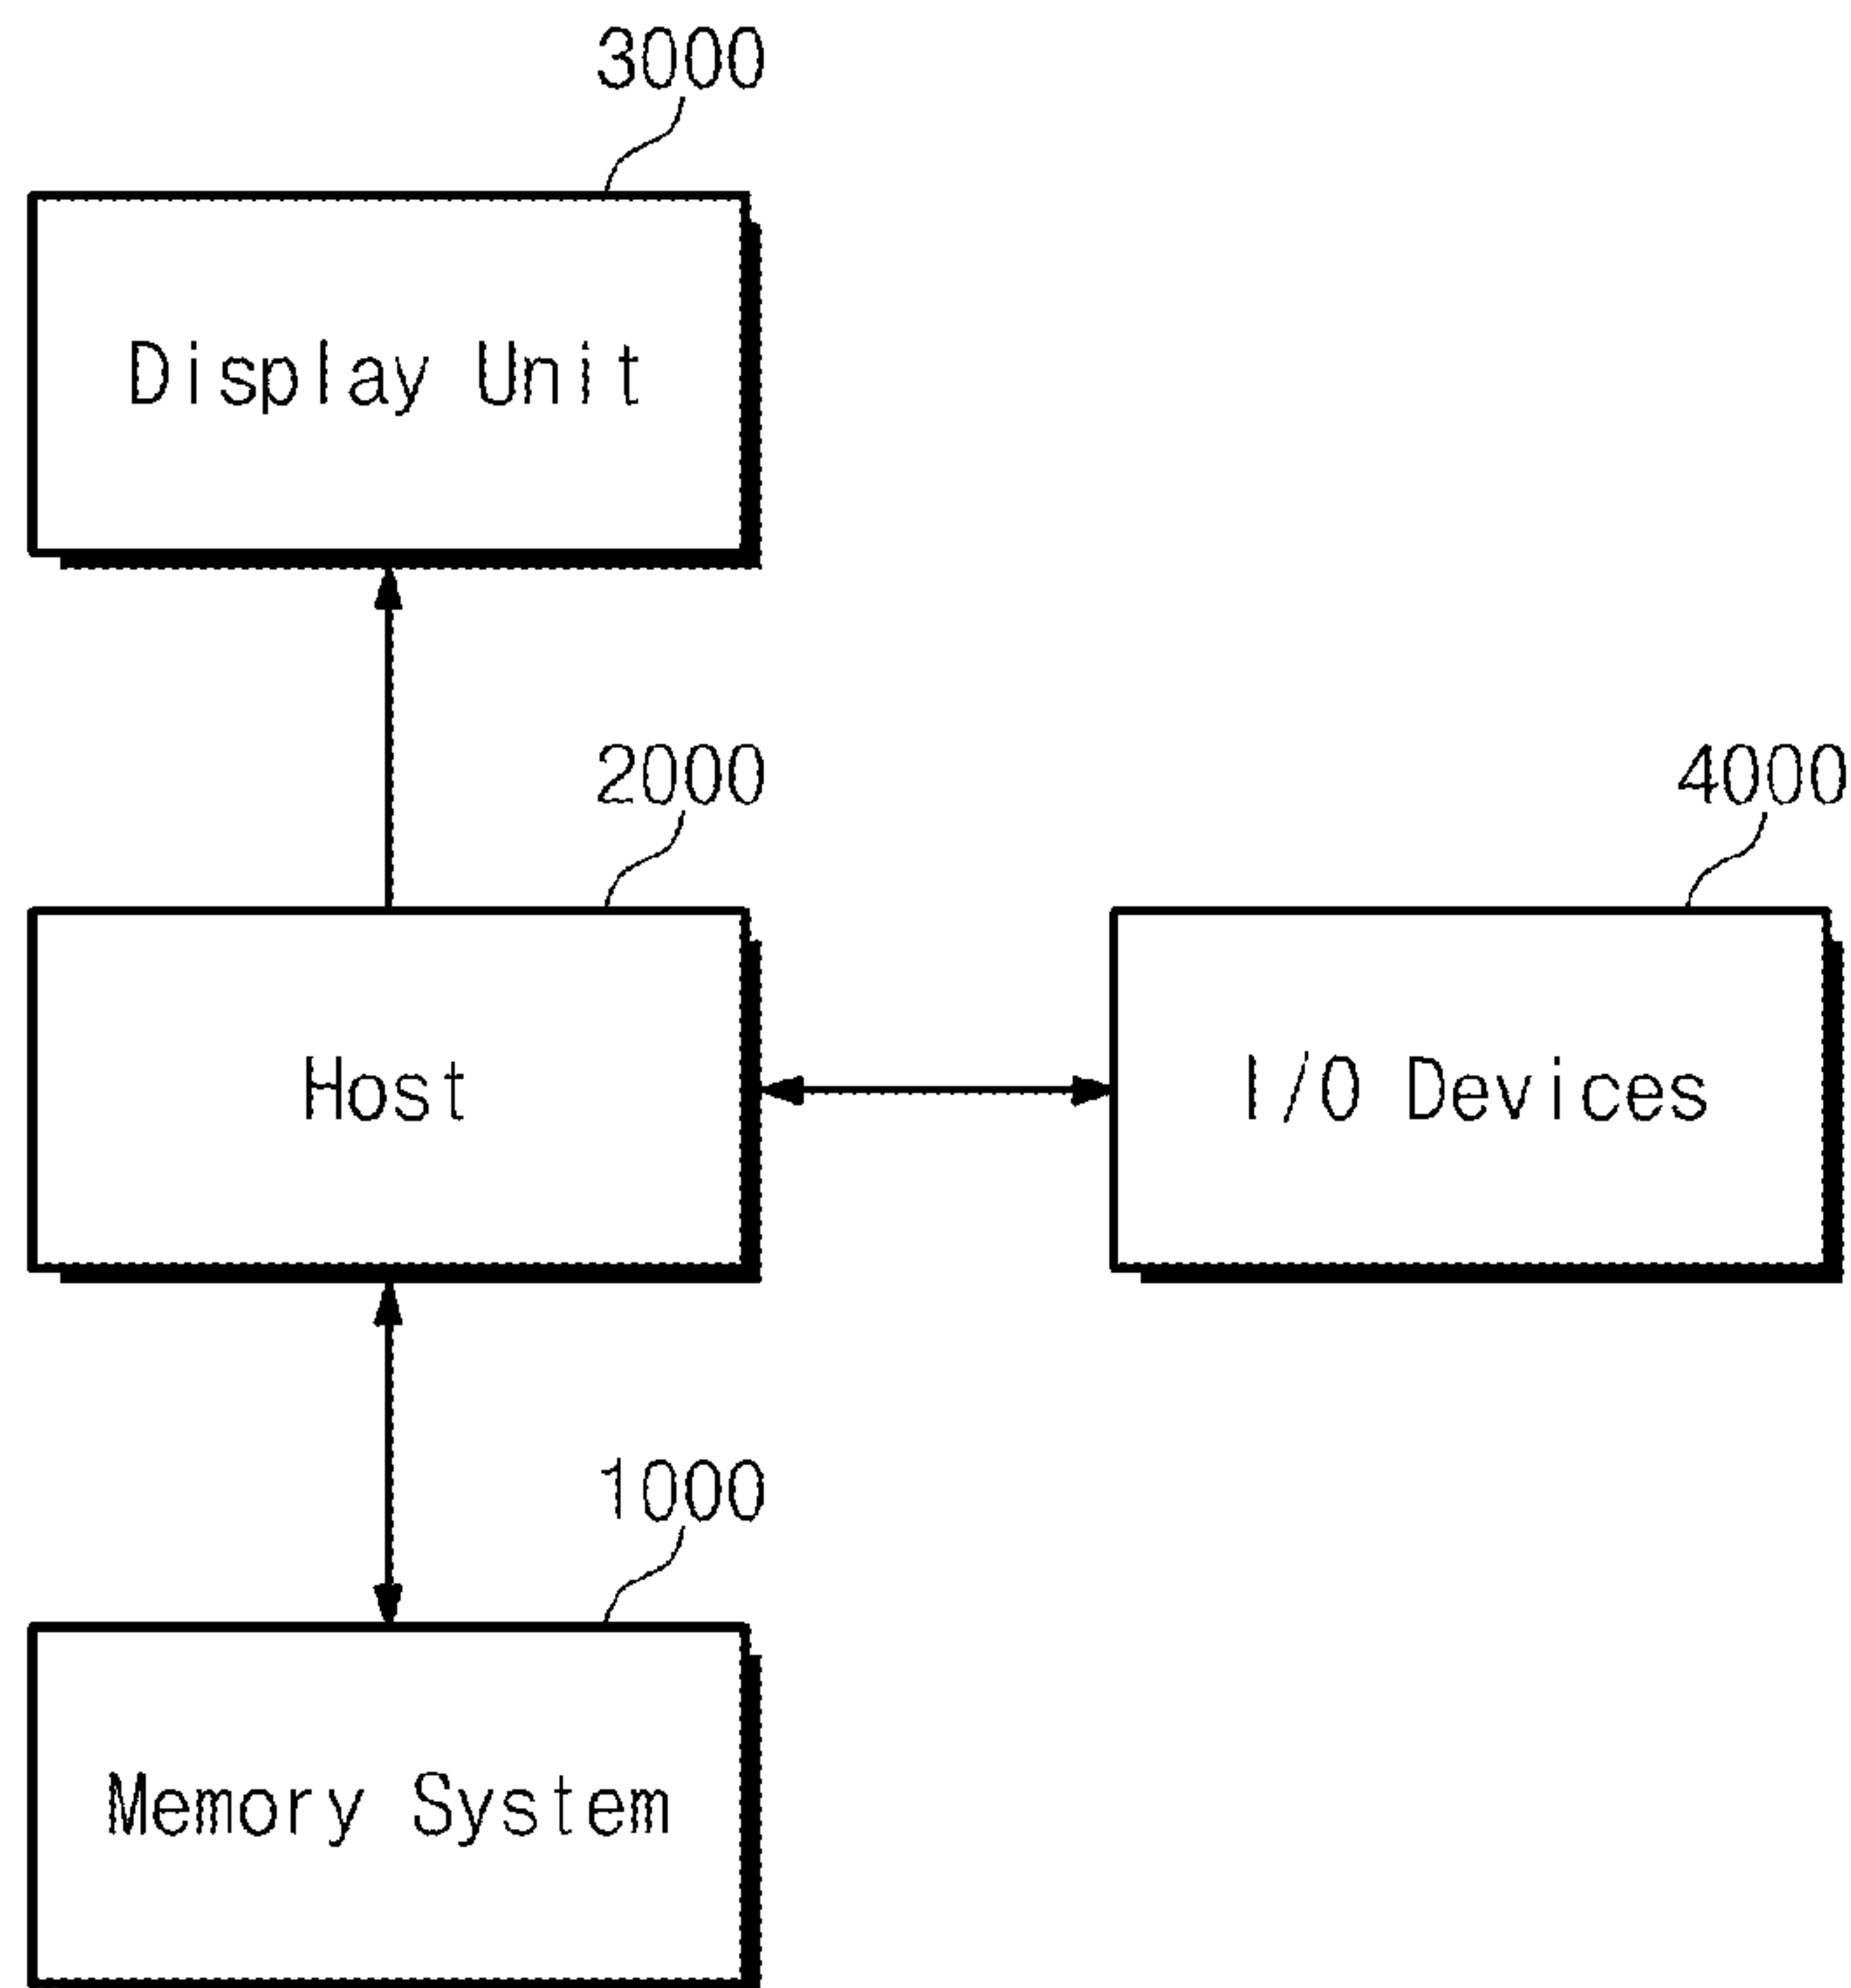 3000
Display Unit
2000
4000
Host
I/O Devices
1000
Memory System